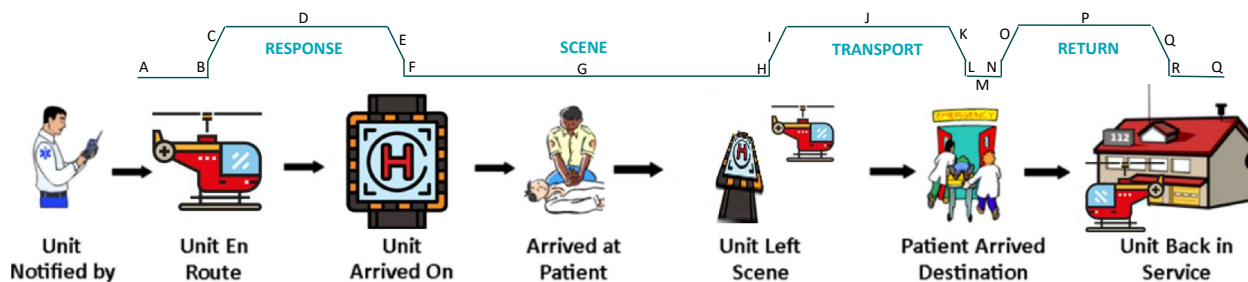 D J P
C E I K O Q
RESPONSE SCENE TRANSPORT RETURN
A B F G H L N R Q
M
EMERGENCY
112
H
H
Unit Unit En Unit Arrived at Unit Left Patient Arrived Unit Back in
Notified by Route Arrived On Patient Scene Destination Service